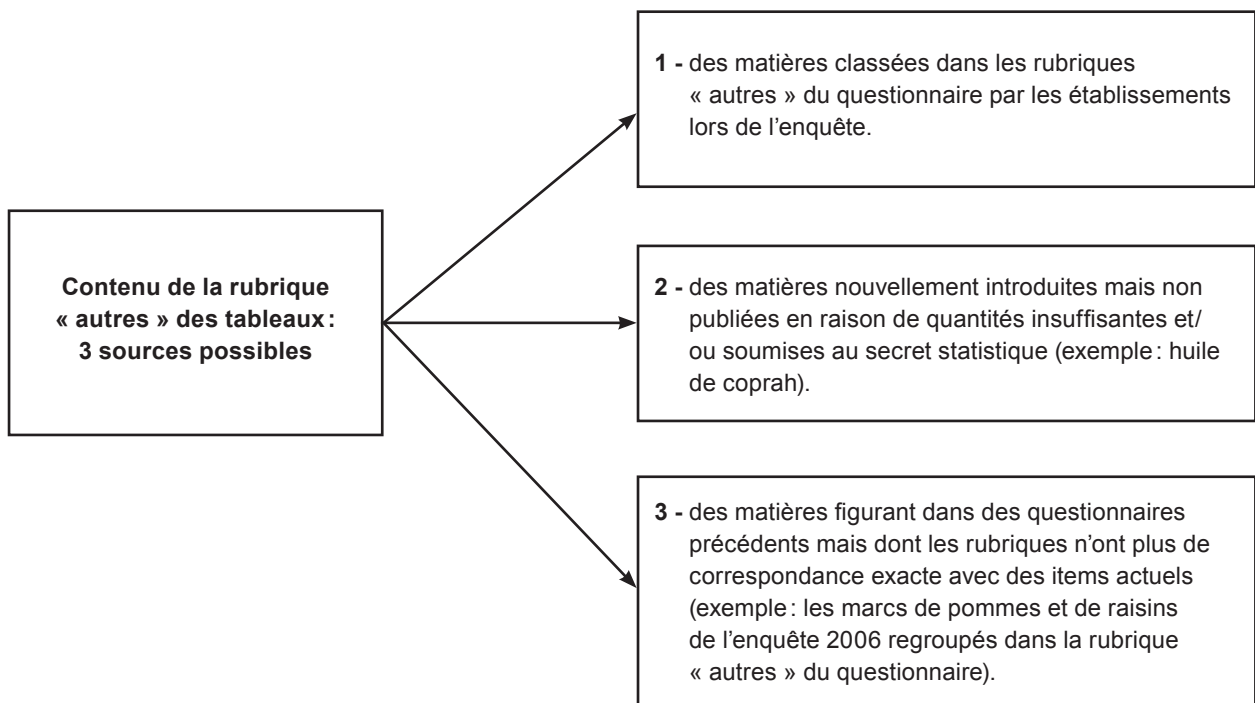 1 - des matières classées dans les rubriques
« autres » du questionnaire par les établissements
lors de l’enquête.
Contenu de la rubrique
« autres » des tableaux :
3 sources possibles
2 - des matières nouvellement introduites mais non
publiées en raison de quantités insuffisantes et/
ou soumises au secret statistique (exemple : huile
de coprah).
3 - des matières figurant dans des questionnaires
précédents mais dont les rubriques n’ont plus de
correspondance exacte avec des items actuels
(exemple : les marcs de pommes et de raisins
de l’enquête 2006 regroupés dans la rubrique
« autres » du questionnaire).